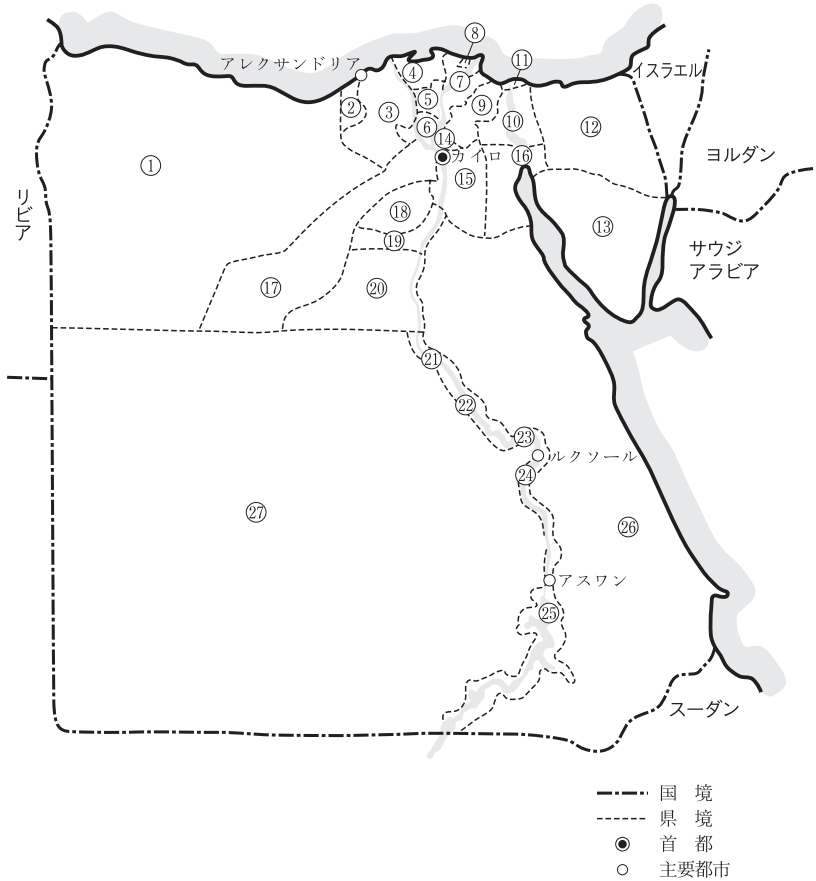 ⑧
アレクサンドリア
④
⑦
⑪
イスラエル
②
③
⑤
⑨
⑩
⑫
⑥
⑭
カイロ
⑯
ヨルダン
①
⑮
リビア
⑱
⑬
⑲
サウジ
アラビア
⑰
⑳
㉑
㉒
㉓
ルクソール
㉔
㉗
㉖
アスワン
㉕
スーダン
国 境
県 境
首 都
主要都市